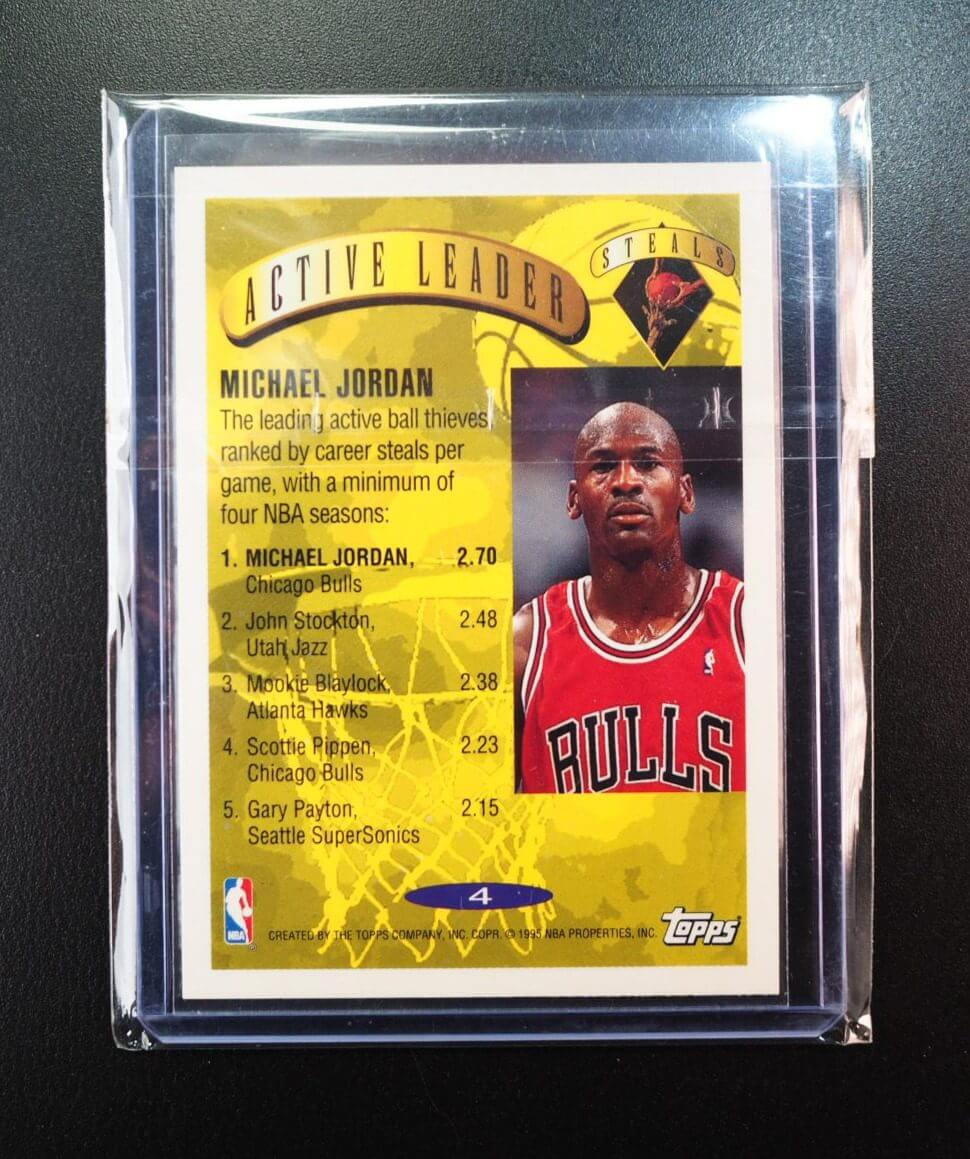 ACTIVE LEADER
STEALS
MICHAEL JORDAN
The leading active ball thieves,
ranked by career steals per
game, with a minimum of
four NBA seasons:
1. MICHAEL JORDAN, 2.70
Chicago Bulls
2. John Stockton, 2.48
Utah Jazz
3. Mookie Blaylock, 2.38
Atlanta Hawks
4. Scottie Pippen, 2.23
Chicago Bulls
5. Gary Payton, 2.15
Seattle SuperSonics
BULLS
4
NBA
CREATED BY THE TOPPS COMPANY, INC. COPR. © 1995 NBA PROPERTIES, INC.
topps